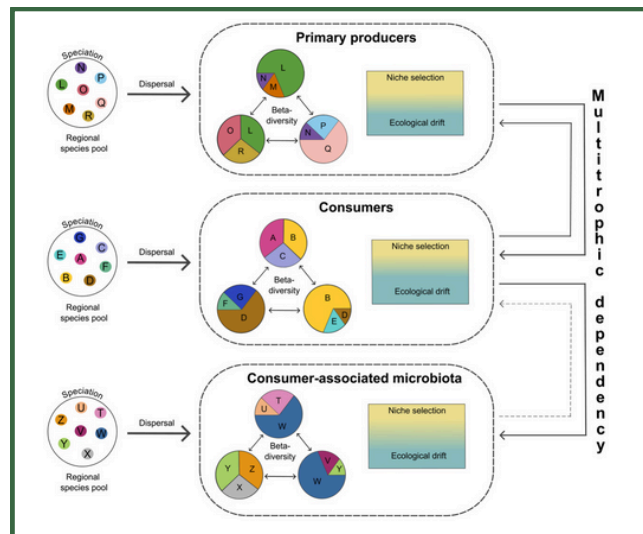 Speciation
N
L
P
O
M
Q
R
Regional
species pool
Dispersal
Primary producers
L
N
M
Beta-
diversity
O
L
R
P
N
Q
Niche selection
Ecological drift
Speciation
G
E
C
A
F
B
D
Regional
species pool
Dispersal
Consumers
A
B
C
Beta-
diversity
G
F
D
B
D
E
Niche selection
Ecological drift
Speciation
U
T
Z
V
W
Y
X
Regional
species pool
Dispersal
Consumer-associated microbiota
T
U
W
Beta-
diversity
Y
Z
X
V
Y
W
Niche selection
Ecological drift
Multitrophic dependency